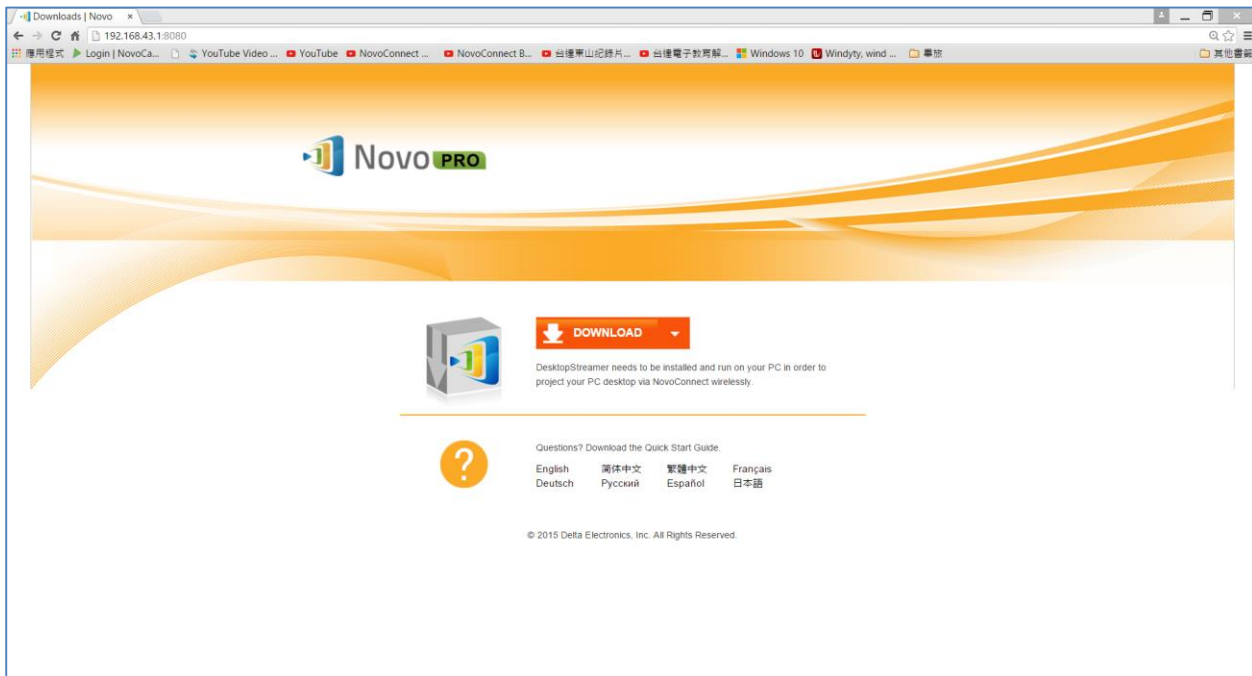 Downloads | Novo
192.168.43.1:8080
應用程式 Login | NovoCa... YouTube Video ... YouTube NovoConnect ... NovoConnect B... 台達東山紀錄片... 台達電子教育解... Windows 10 Windyty, wind ... 畢旅 其他書籤
NOVO PRO
DOWNLOAD
DesktopStreamer needs to be installed and run on your PC in order to
project your PC desktop via NovoConnect wirelessly.
Questions? Download the Quick Start Guide.
English 简体中文 繁體中文 Français
Deutsch Русский Español 日本語
© 2015 Delta Electronics, Inc. All Rights Reserved.